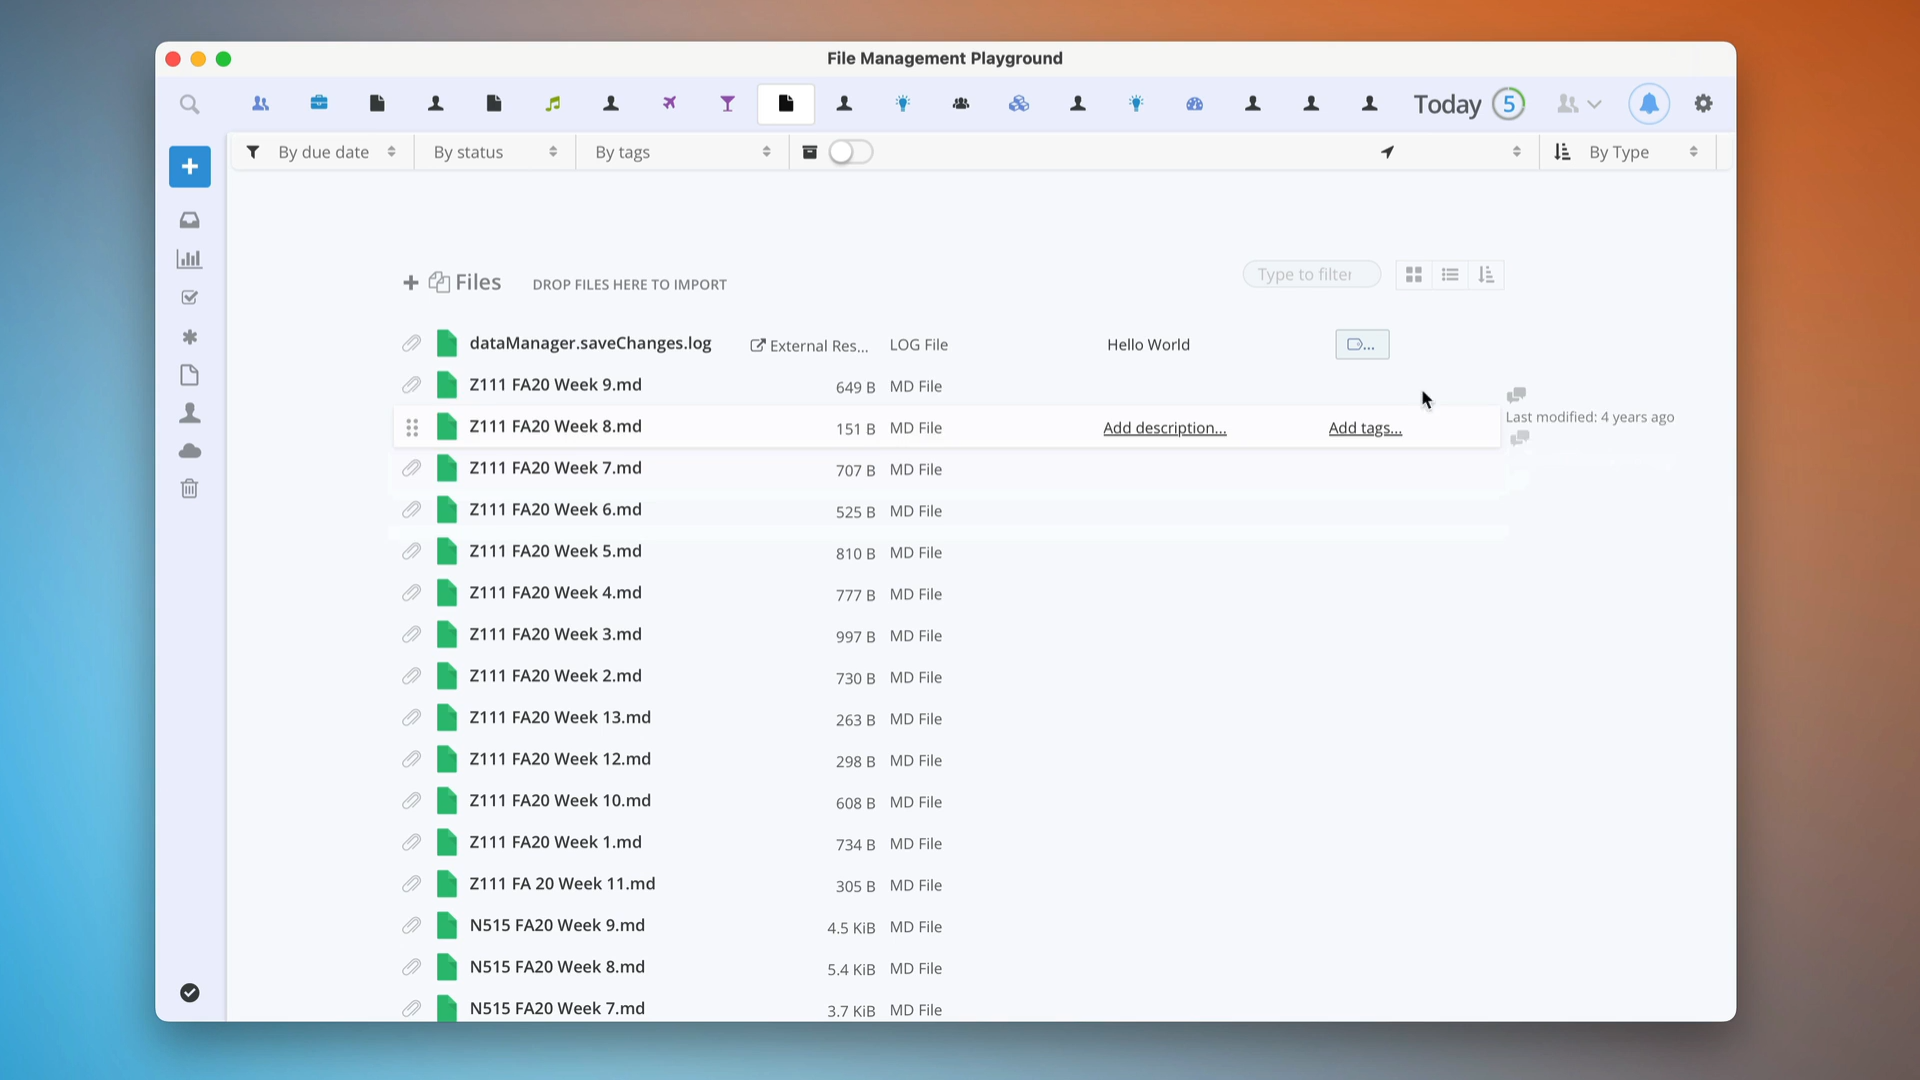 File Management Playground
Today 5
By due date By status By tags By Type
Files DROP FILES HERE TO IMPORT Type to filter
dataManager.saveChanges.log External Res... LOG File Hello World ...
Z111 FA20 Week 9.md 649 B MD File
Last modified: 4 years ago
Z111 FA20 Week 8.md 151 B MD File Add description... Add tags...
Z111 FA20 Week 7.md 707 B MD File
Z111 FA20 Week 6.md 525 B MD File
Z111 FA20 Week 5.md 810 B MD File
Z111 FA20 Week 4.md 777 B MD File
Z111 FA20 Week 3.md 997 B MD File
Z111 FA20 Week 2.md 730 B MD File
Z111 FA20 Week 13.md 263 B MD File
Z111 FA20 Week 12.md 298 B MD File
Z111 FA20 Week 10.md 608 B MD File
Z111 FA20 Week 1.md 734 B MD File
Z111 FA 20 Week 11.md 305 B MD File
N515 FA20 Week 9.md 4.5 KiB MD File
N515 FA20 Week 8.md 5.4 KiB MD File
N515 FA20 Week 7.md 3.7 KiB MD File